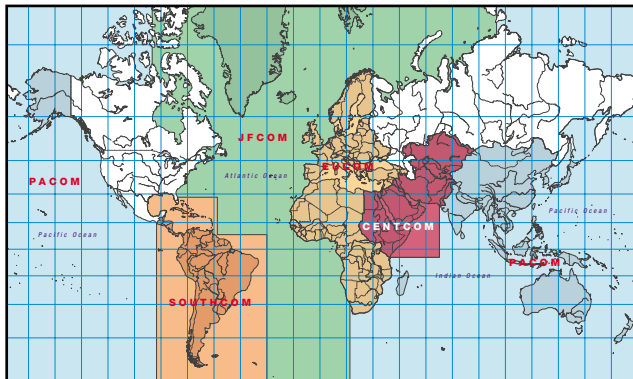 JFCOM
EUCOM
Atlantic Ocean
PACOM
Pacific Ocean
CENTCOM
Pacific Ocean
PACOM
Indian Ocean
SOUTHCOM